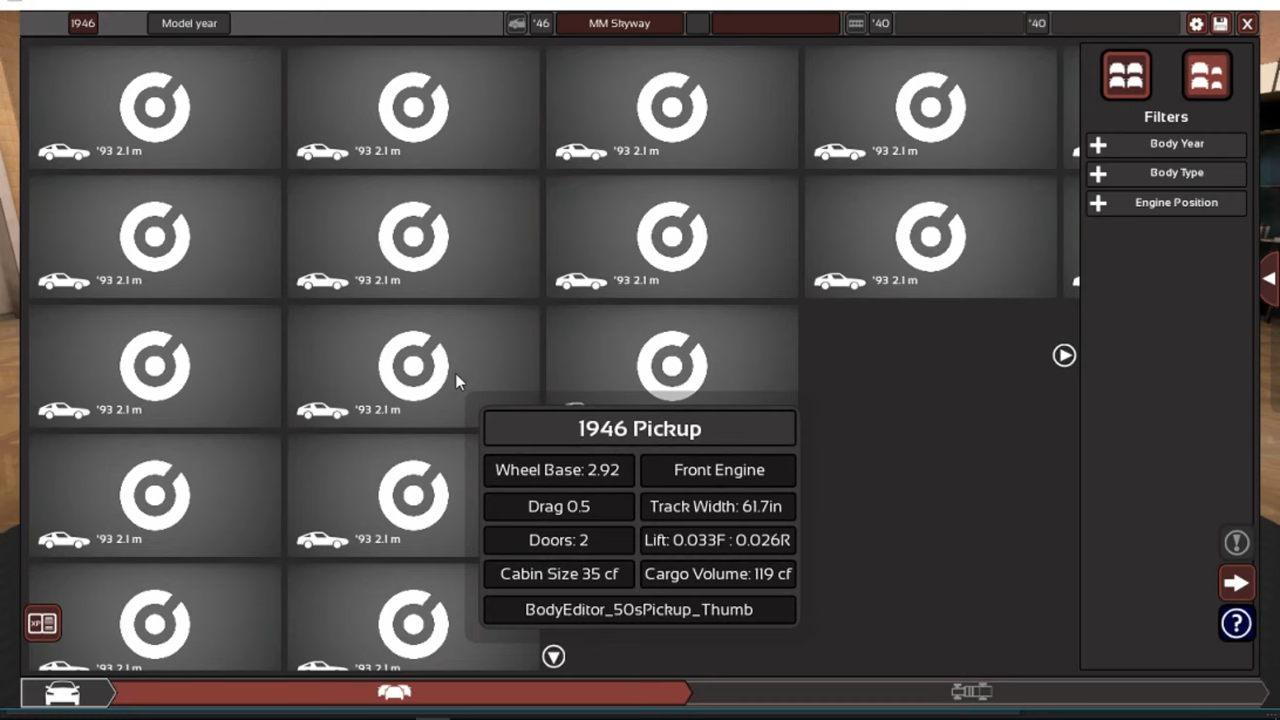 1946 Model year '46 MM Skyway '40 '40
'93 2.1 m '93 2.1 m '93 2.1 m '93 2.1 m
'93 2.1 m '93 2.1 m '93 2.1 m '93 2.1 m
'93 2.1 m '93 2.1 m
'93 2.1 m '93 2.1 m
'93 2.1 m '93 2.1 m
1946 Pickup
Wheel Base: 2.92 Front Engine
Drag 0.5 Track Width: 61.7in
Doors: 2 Lift: 0.033F : 0.026R
Cabin Size 35 cf Cargo Volume: 119 cf
BodyEditor_50sPickup_Thumb
Filters
Body Year
Body Type
Engine Position
XP